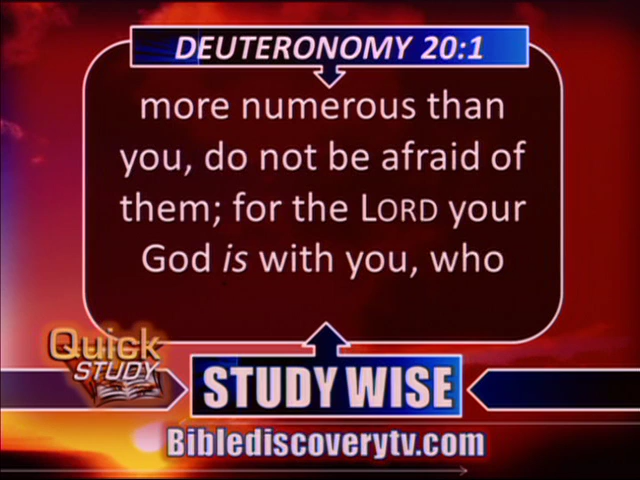 DEUTERONOMY 20:1
more numerous than
you, do not be afraid of
them; for the LORD your
God is with you, who
Quick
STUDY
STUDY WISE
Biblediscoverytv.com